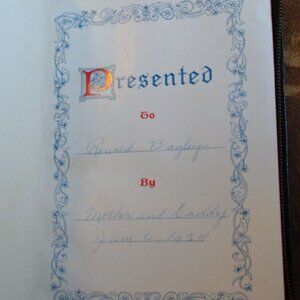 Presented
To
Ronald Bagley
By
Mother and Daddy
June 6, 1954